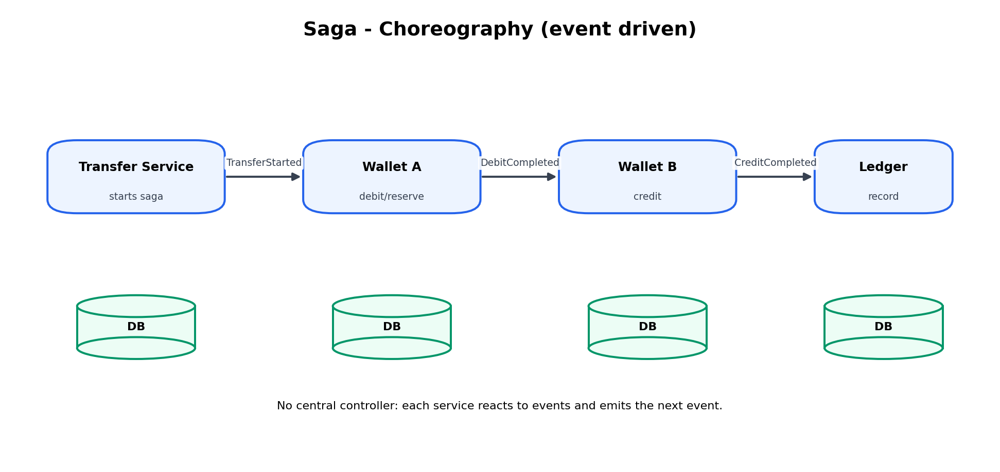 Saga - Choreography (event driven)
Transfer Service
starts saga
TransferStarted
Wallet A
debit/reserve
DebitCompleted
Wallet B
credit
CreditCompleted
Ledger
record
DB
DB
DB
DB
No central controller: each service reacts to events and emits the next event.